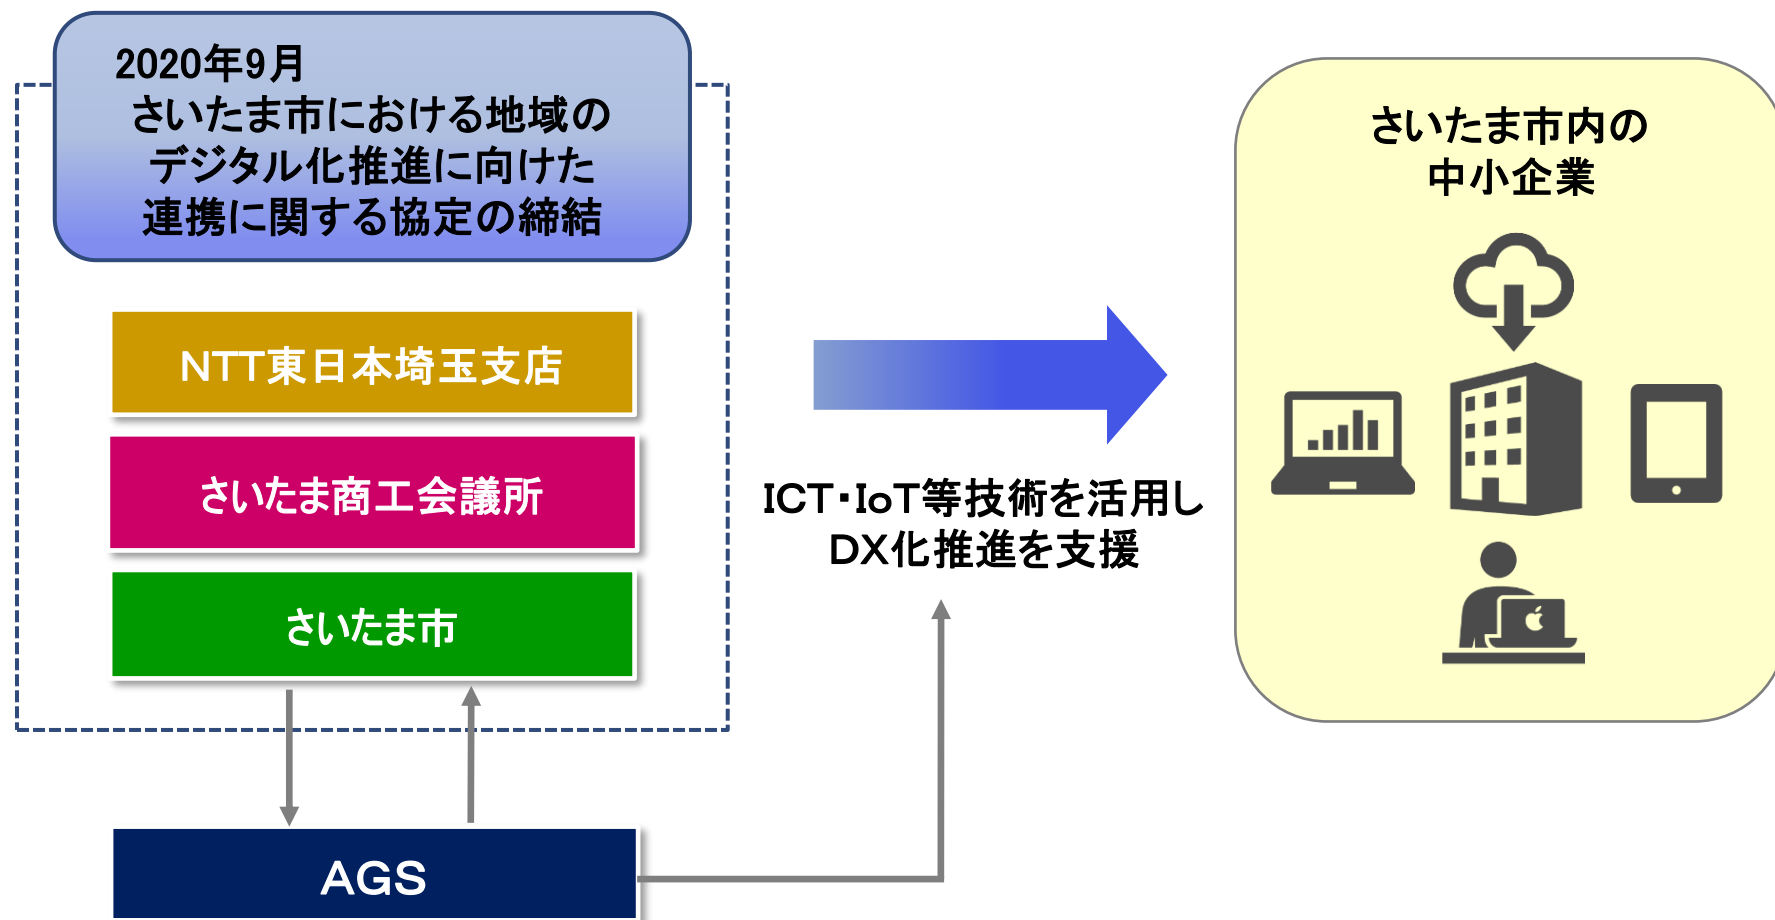 2020年9月
さいたま市における地域の
デジタル化推進に向けた
連携に関する協定の締結
NTT東日本埼玉支店
さいたま商工会議所
さいたま市
AGS
ICT・IoT等技術を活用し
DX化推進を支援
さいたま市内の
中小企業